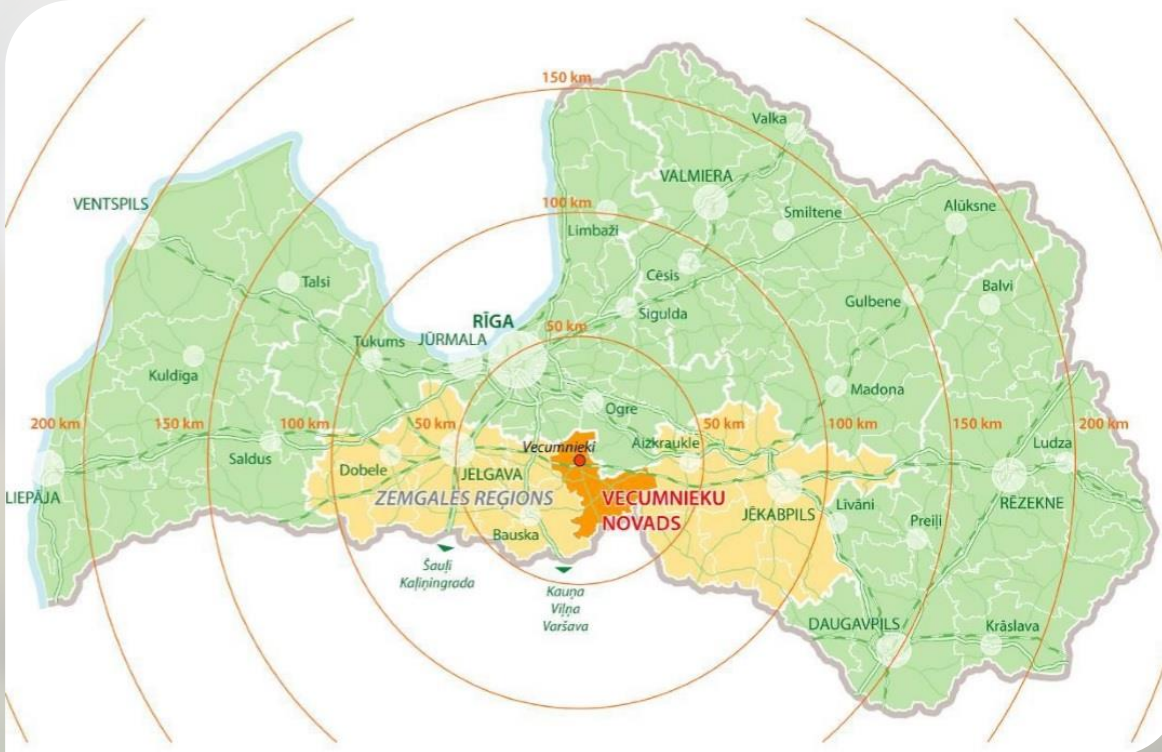 150 km
Valka
VALMIERA
VENTSPILS
100 km
Smiltene
Alūksne
Limbaži
Cēsis
Talsi
Gulbene
Balvi
Sigulda
RĪGA
50 km
JŪRMALA
Tukums
Kuldīga
Madona
Ogre
200 km
150 km
100 km
50 km
50 km
100 km
150 km
200 km
Vecumnieki
Aizkraukle
Ludza
Saldus
Dobele
JELGAVA
LIEPĀJA
ZEMGALES REĢIONS
VECUMNIEKU
NOVADS
JĒKABPILS
Līvāni
RĒZEKNE
Preiļi
Bauska
Šauļi
Kaļiņingrada
Kauņa
Viļņa
Varšava
DAUGAVPILS
Krāslava